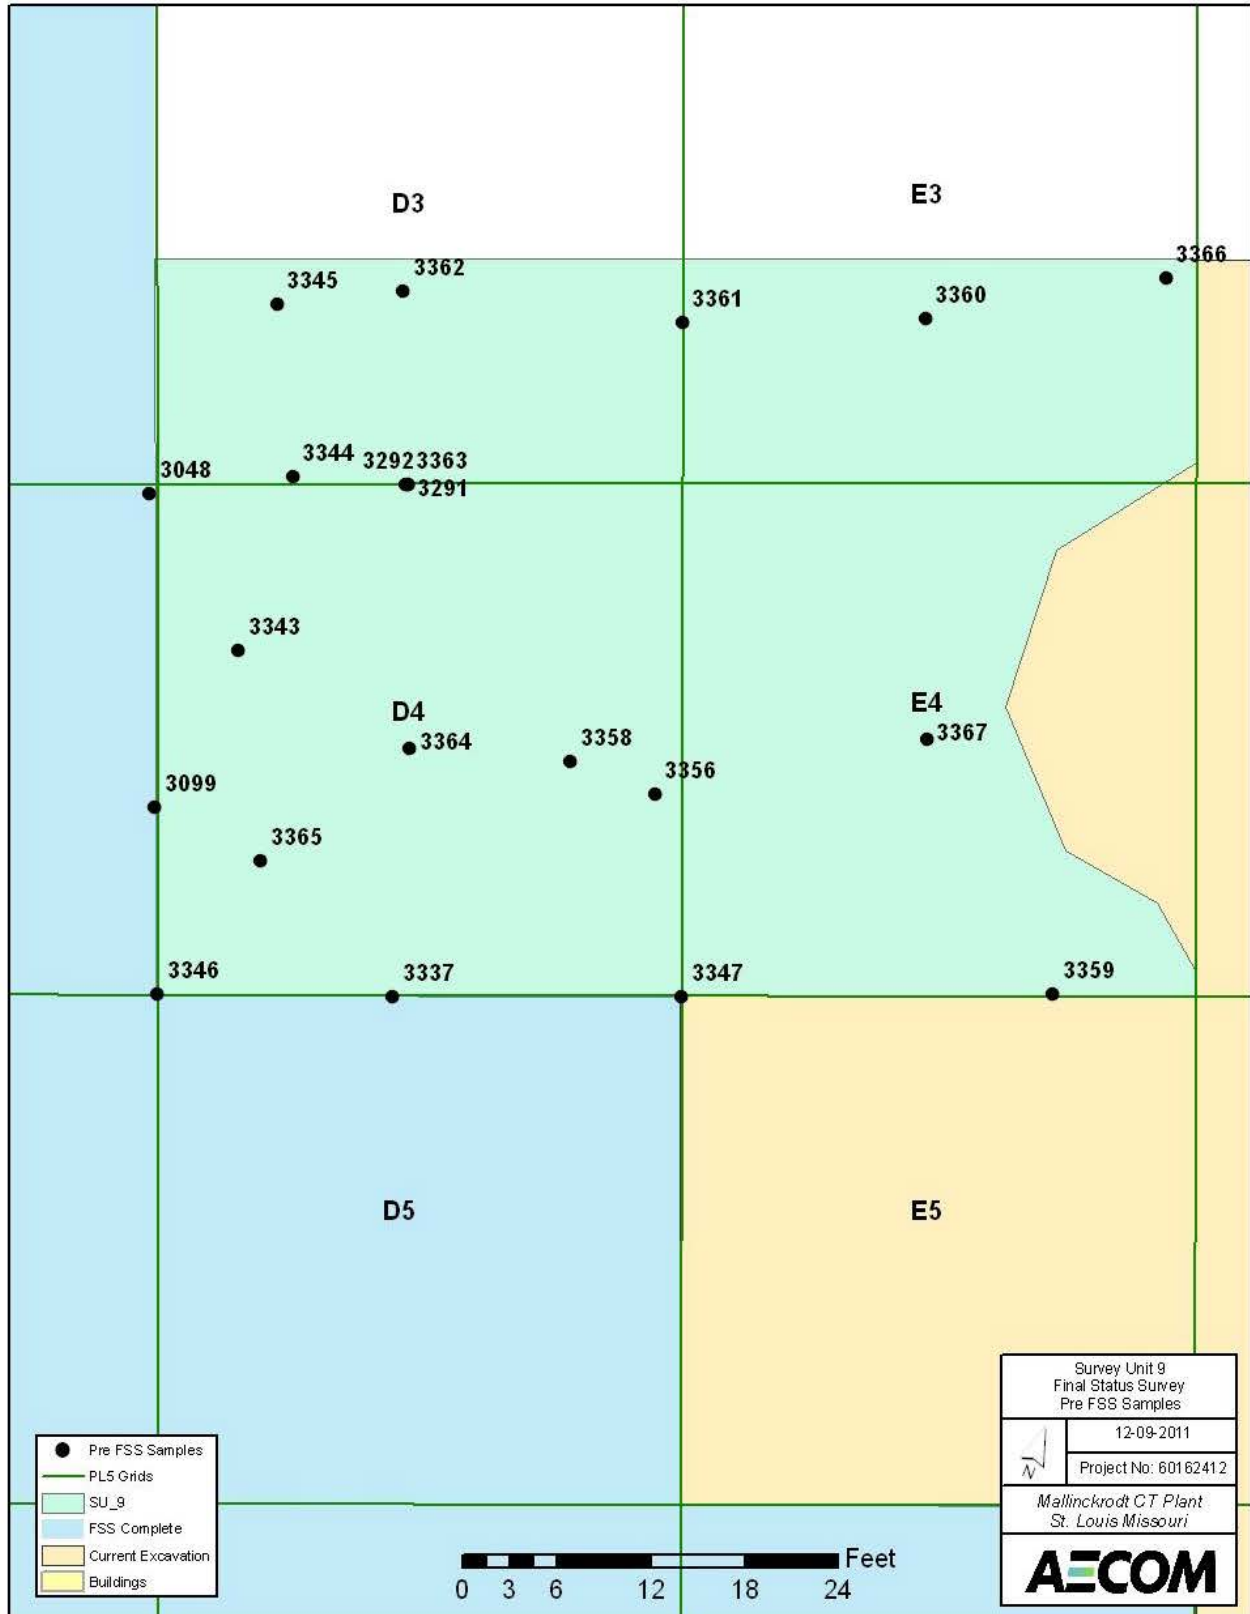 D3
E3
3366
3345
3362
3361
3360
3344
3292 3363
3048
3291
3343
D4
E4
3364
3358
3367
3356
3099
3365
3346
3337
3347
3359
D5
E5
Survey Unit 9
Final Status Survey
Pre FSS Samples
12-09-2011
N
Project No: 60162412
Mallinckrodt CT Plant
St. Louis Missouri
AECOM
Pre FSS Samples
PL5 Grids
SU_9
FSS Complete
Current Excavation
Buildings
Feet
0 3 6 12 18 24